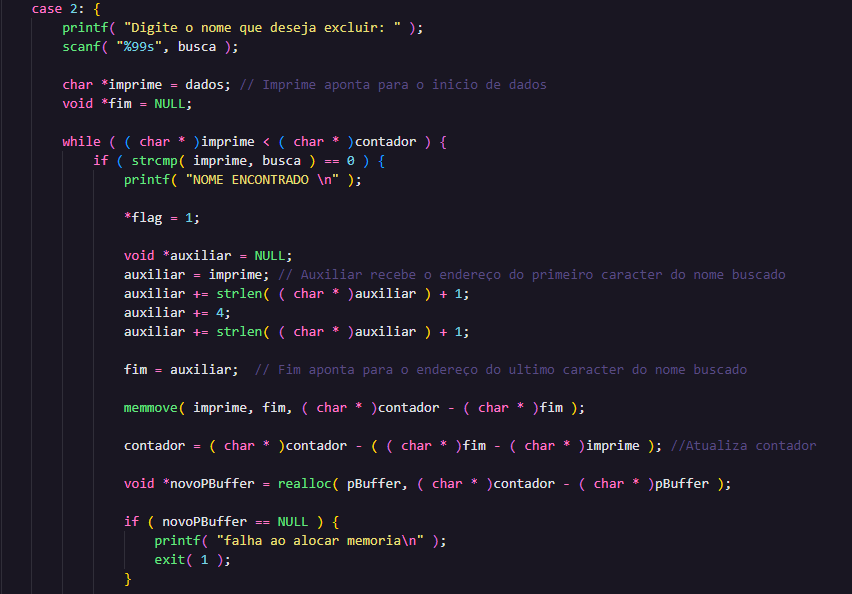 case 2: {
printf( "Digite o nome que deseja excluir: " );
scanf( "%99s", busca );
char *imprime = dados; // Imprime aponta para o inicio de dados
void *fim = NULL;
while ( ( char * )imprime < ( char * )contador ) {
if ( strcmp( imprime, busca ) == 0 ) {
printf( "NOME ENCONTRADO \n" );
*flag = 1;
void *auxiliar = NULL;
auxiliar = imprime; // Auxiliar recebe o endereço do primeiro caracter do nome buscado
auxiliar += strlen( ( char * )auxiliar ) + 1;
auxiliar += 4;
auxiliar += strlen( ( char * )auxiliar ) + 1;
fim = auxiliar; // Fim aponta para o endereço do ultimo caracter do nome buscado
memmove( imprime, fim, ( char * )contador - ( char * )fim );
contador = ( char * )contador - ( ( char * )fim - ( char * )imprime ); //Atualiza contador
void *novoPBuffer = realloc( pBuffer, ( char * )contador - ( char * )pBuffer );
if ( novoPBuffer == NULL ) {
printf( "falha ao alocar memoria\n" );
exit( 1 );
}